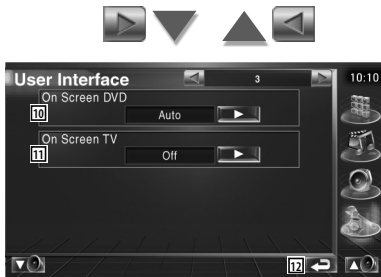 User Interface 3 10:10
On Screen DVD
10 Auto
On Screen TV
11 Off
12